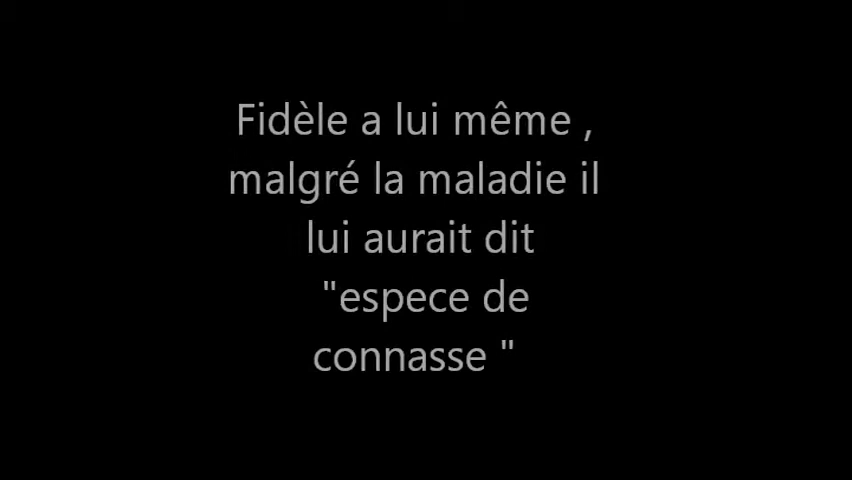 Fidèle a lui même ,
malgré la maladie il
lui aurait dit
"espece de
connasse "